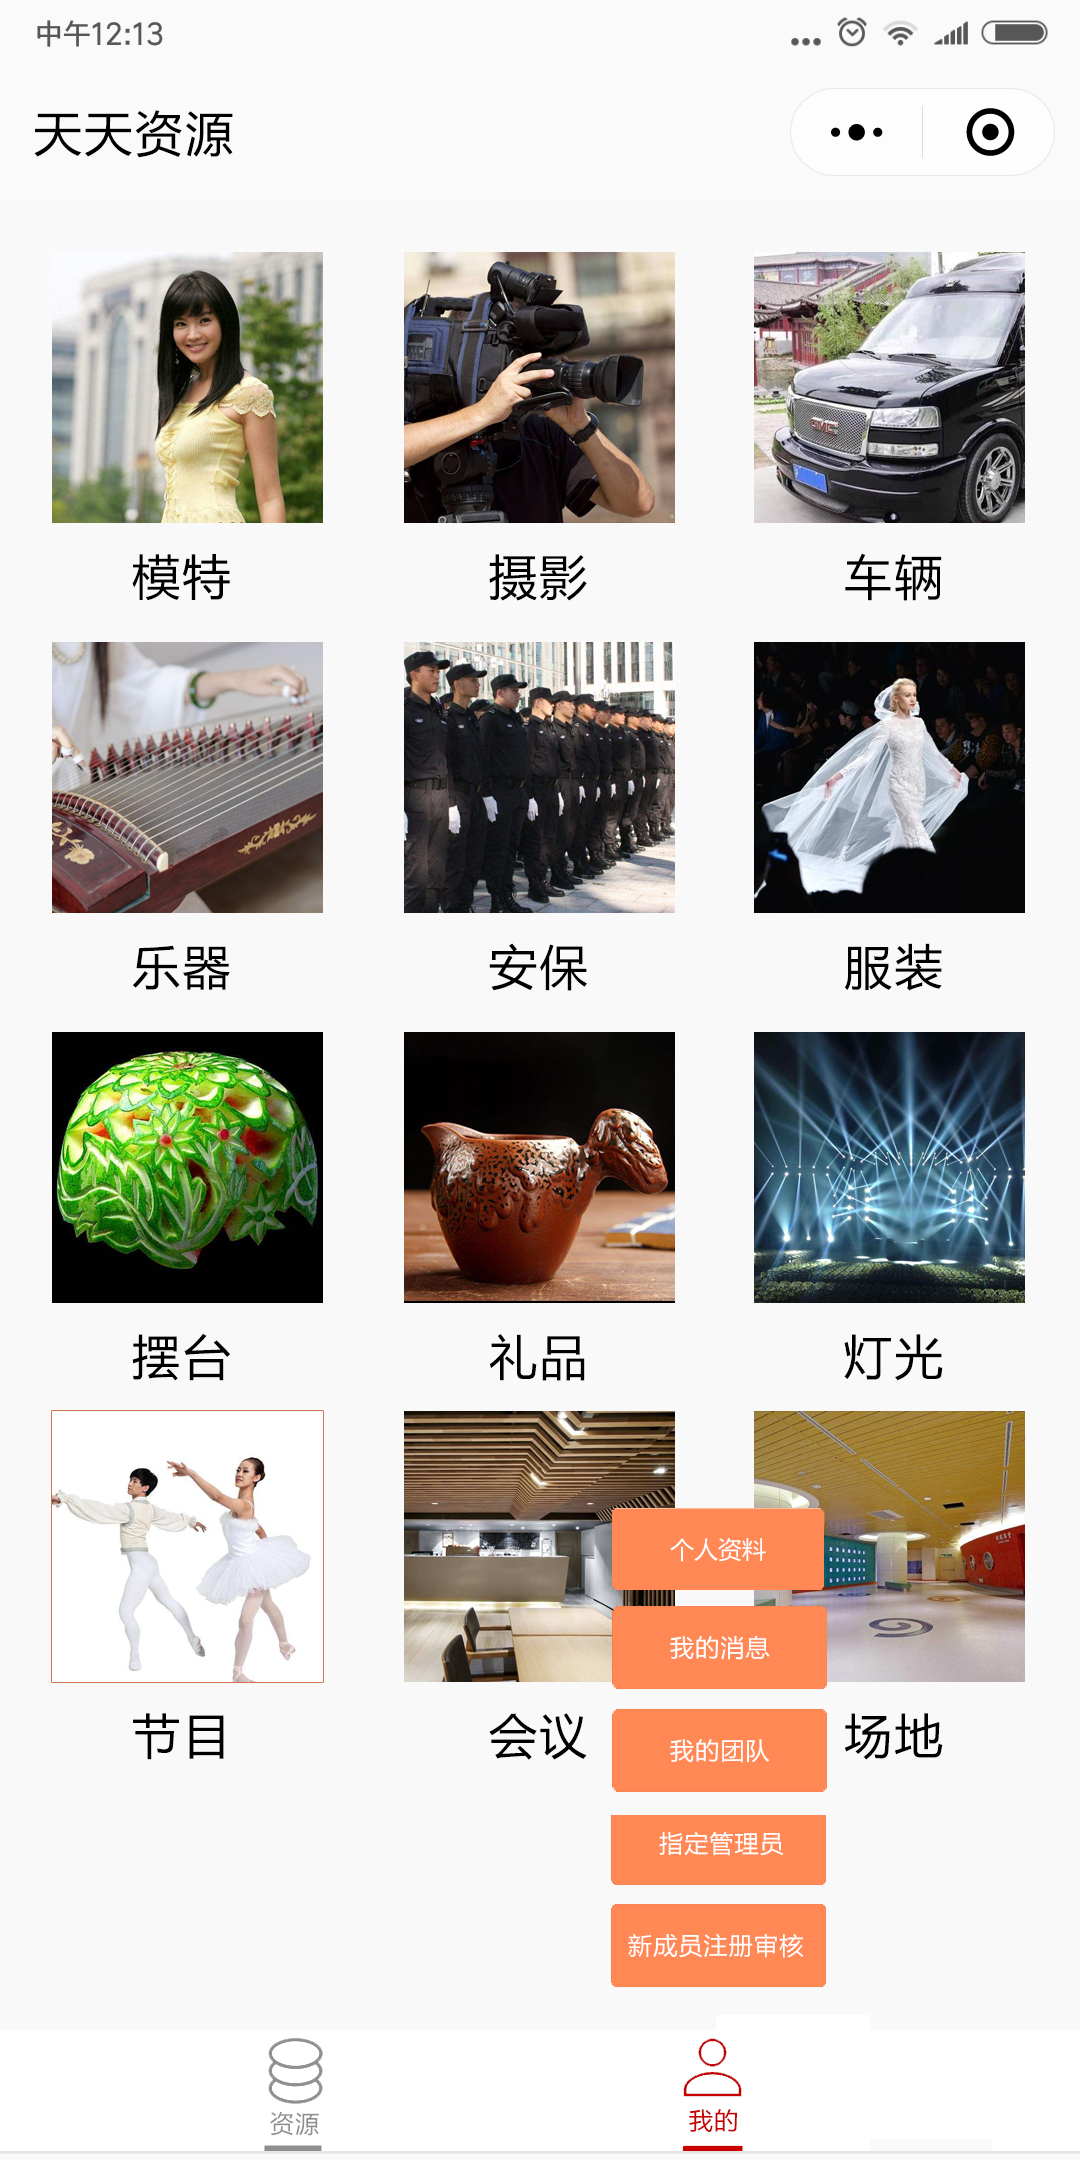 中午12:13
天天资源
模特
摄影
车辆
GMC
乐器
安保
服装
摆台
礼品
灯光
节目
会议
场地
个人资料
我的消息
我的团队
指定管理员
新成员注册审核
资源
我的